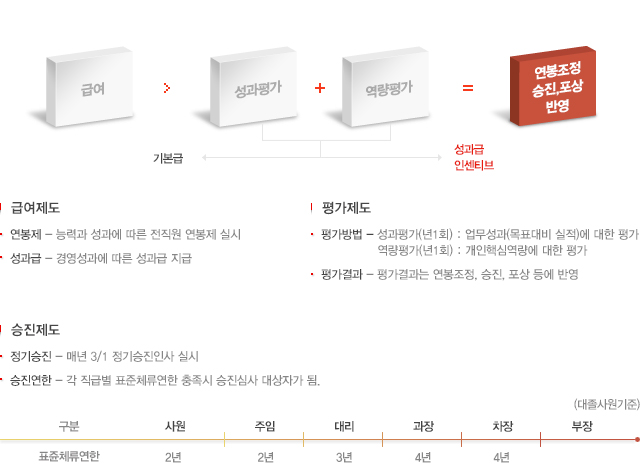 급여
>
성과평가
+
역량평가
=
연봉조정
승진,포상
반영
기본급
성과급
인센티브
급여제도
연봉제 - 능력과 성과에 따른 전직원 연봉제 실시
성과급 - 경영성과에 따른 성과급 지급
평가제도
평가방법 - 성과평가(년1회) : 업무성과(목표대비 실적)에 대한 평가
역량평가(년1회) : 개인핵심역량에 대한 평가
평가결과 - 평가결과는 연봉조정, 승진, 포상 등에 반영
승진제도
정기승진 - 매년 3/1 정기승진인사 실시
승진연한 - 각 직급별 표준체류연한 충족시 승진심사 대상자가 됨.
(대졸사원기준)
구분 사원 주임 대리 과장 차장 부장
표쥰체류연한 2년 2년 3년 4년 4년